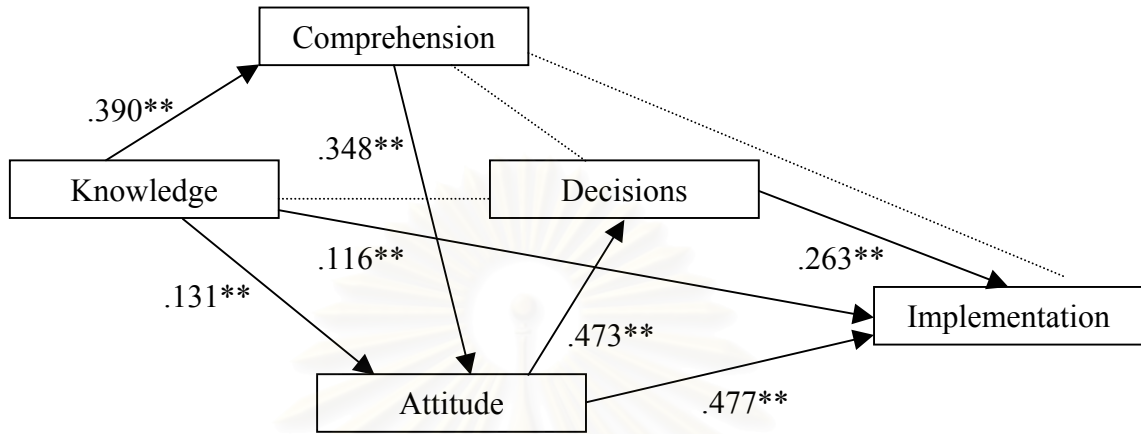 Comprehension
.390**
.348**
Knowledge
Decisions
.116**
.263**
.131**
Implementation
.473**
Attitude
.477**